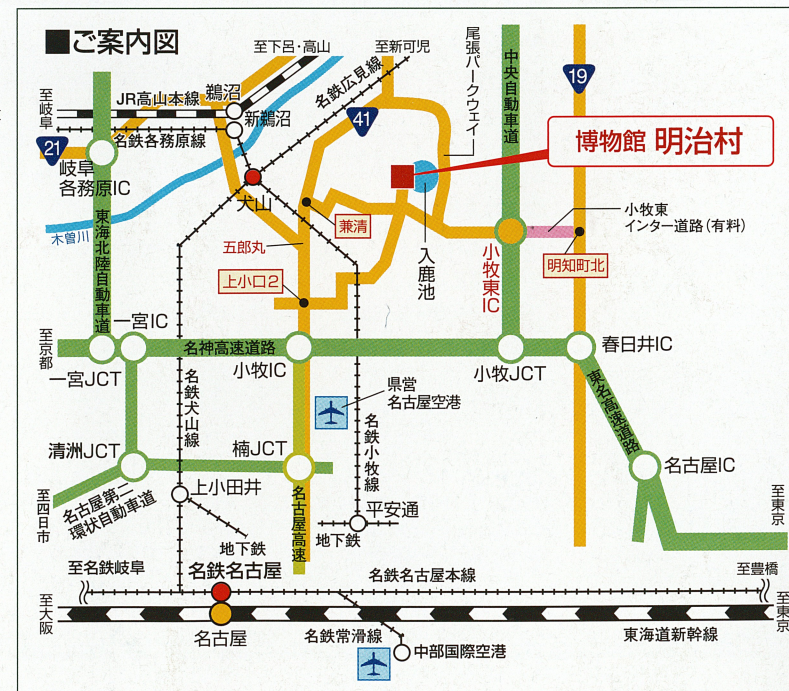 ■ご案内図
至下呂・高山
至新可児
尾張パークウェイ
中央自動車道
19
至岐阜
JR高山本線
鵜沼
新鵜沼
名鉄広見線
名鉄各務原線
41
21
岐阜
各務原IC
博物館 明治村
犬山
木曽川
東海北陸自動車道
兼清
五郎丸
上小口2
入鹿池
小牧東IC
小牧東
インター道路(有料)
明知町北
一宮IC
至京都
名神高速道路
一宮JCT
小牧IC
小牧JCT
春日井IC
名鉄犬山線
県営
名古屋空港
名鉄小牧線
東名高速道路
清洲JCT
楠JCT
名古屋IC
至四日市
名古屋第二
環状自動車道
上小田井
地下鉄
名古屋高速
平安通
地下鉄
至東京
至名鉄岐阜
名鉄名古屋
名鉄名古屋本線
至豊橋
至大阪
名古屋
名鉄常滑線
中部国際空港
東海道新幹線
至東京